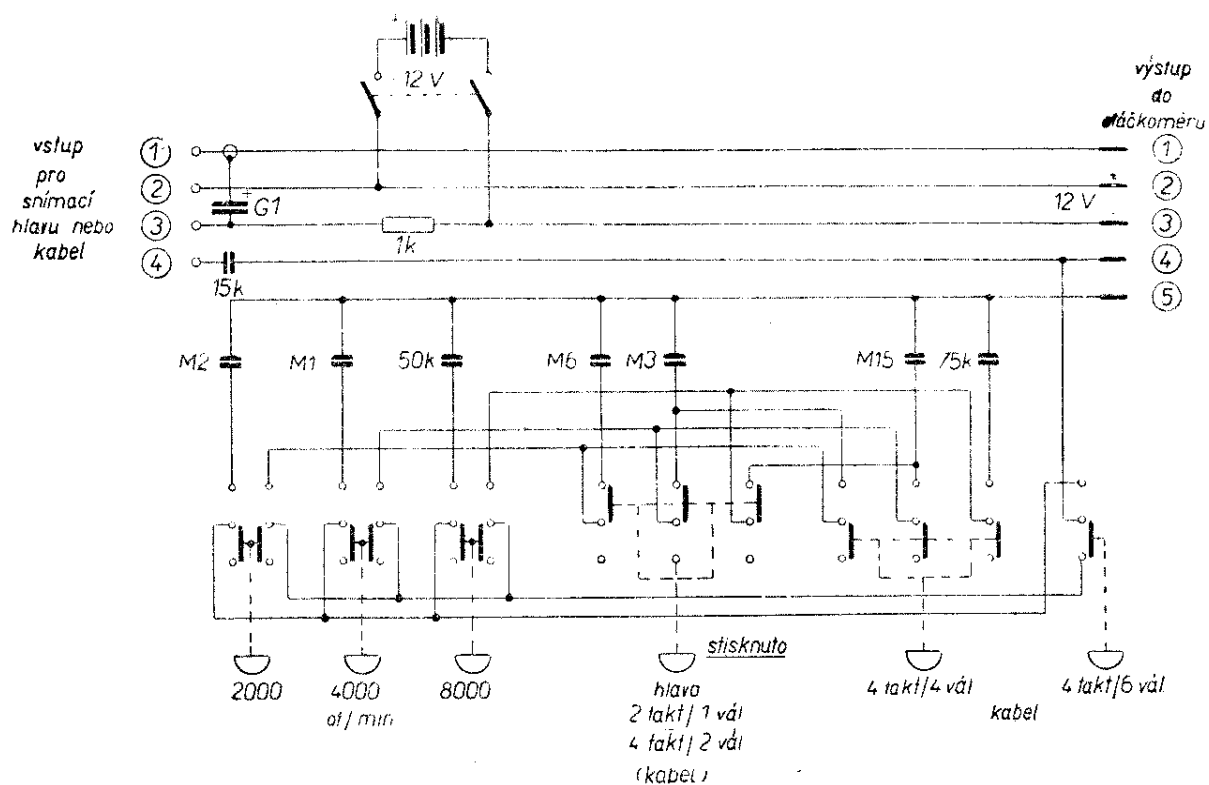 +
12 V
vstup
pro
snímací
hlavu nebo
kabel
1
2
3
4
+
G1
1k
15k
výstup
do
otáčkoměru
1
+
2
12 V
3
4
5
M2
M1
50k
M6
M3
M15
75k
2000
4000
8000
ot/min
stisknuto
hlava
2 takt/1 vál
4 takt/2 vál
(kabel)
4 takt/4 vál
4 takt/6 vál
kabel